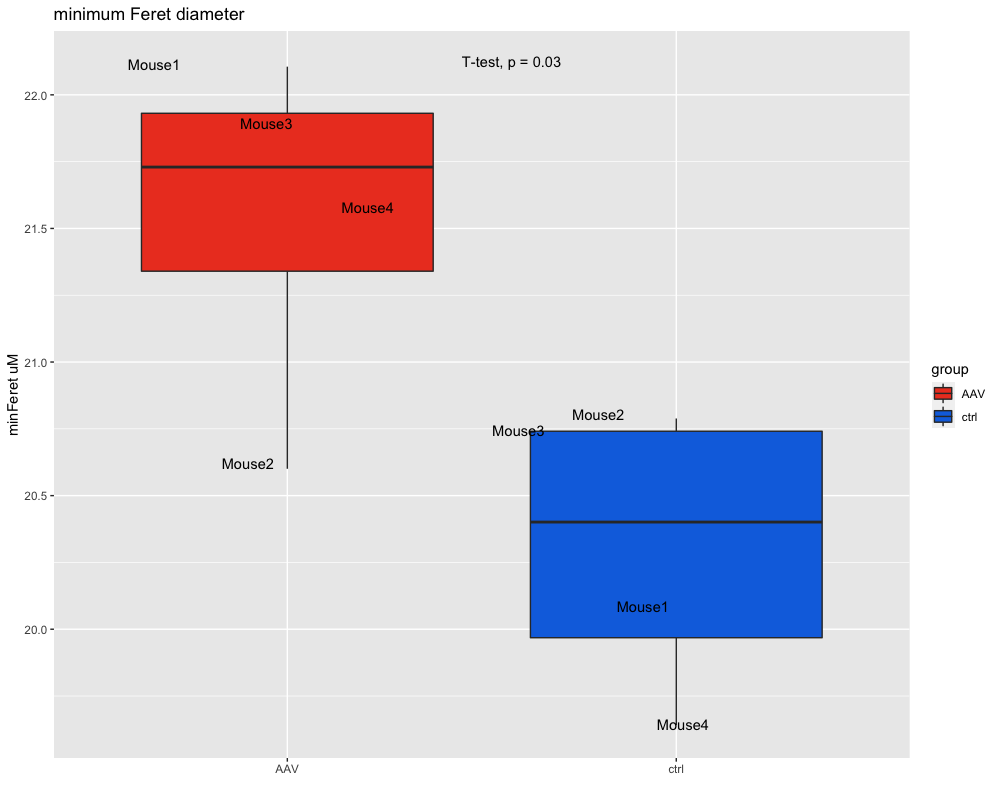 minimum Feret diameter
T-test, p = 0.03
Mouse1
22.0
Mouse3
Mouse4
21.5
21.0
minFeret uM
group
AAV
ctrl
Mouse2
Mouse3
Mouse2
20.5
Mouse1
20.0
Mouse4
AAV
ctrl